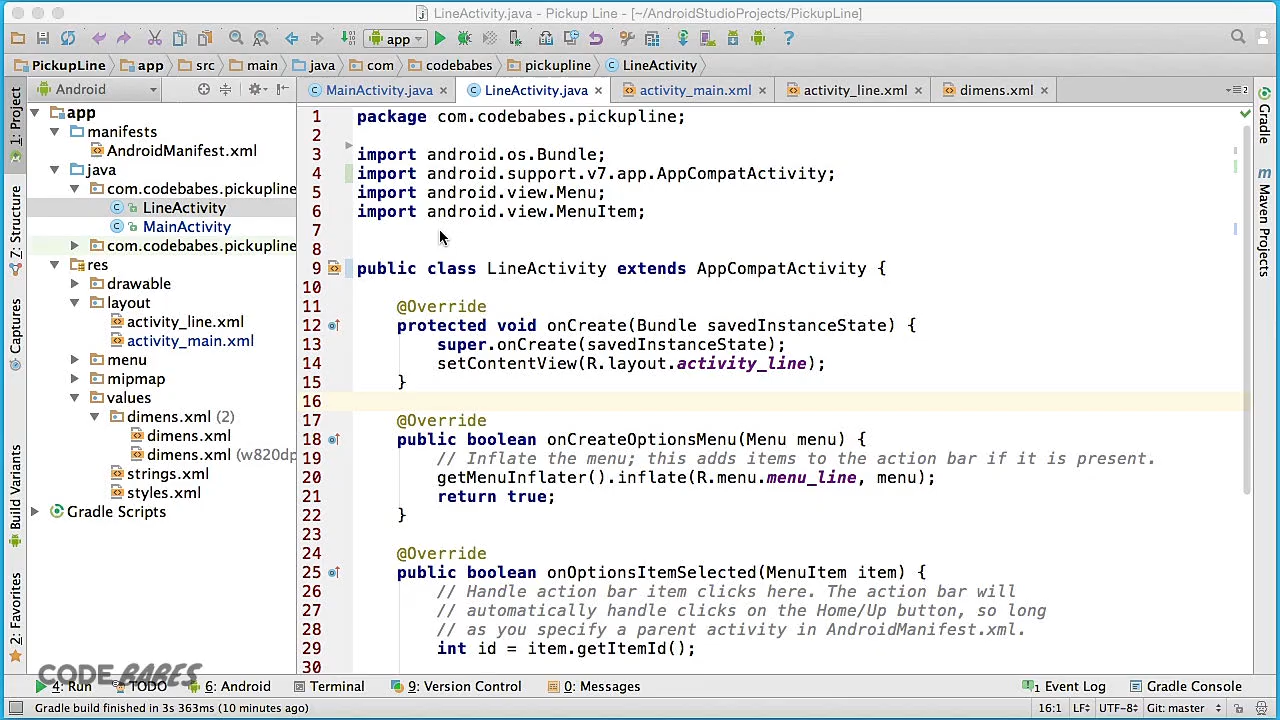 LineActivity.java - Pickup Line - [~/AndroidStudioProjects/PickupLine]
app
PickupLine app src main java com codebabes pickupline LineActivity
Android
MainActivity.java LineActivity.java activity_main.xml activity_line.xml dimens.xml
1: Project
Z: Structure
Captures
Build Variants
2: Favorites
app
manifests
AndroidManifest.xml
java
com.codebabes.pickupline
LineActivity
MainActivity
com.codebabes.pickupline
res
drawable
layout
activity_line.xml
activity_main.xml
menu
mipmap
values
dimens.xml (2)
dimens.xml
dimens.xml (w820dp
strings.xml
styles.xml
Gradle Scripts
1 package com.codebabes.pickupline;
2
3 import android.os.Bundle;
4 import android.support.v7.app.AppCompatActivity;
5 import android.view.Menu;
6 import android.view.MenuItem;
7
8
9 public class LineActivity extends AppCompatActivity {
10
11 @Override
12 protected void onCreate(Bundle savedInstanceState) {
13 super.onCreate(savedInstanceState);
14 setContentView(R.layout.activity_line);
15 }
16
17 @Override
18 public boolean onCreateOptionsMenu(Menu menu) {
19 // Inflate the menu; this adds items to the action bar if it is present.
20 getMenuInflater().inflate(R.menu.menu_line, menu);
21 return true;
22 }
23
24 @Override
25 public boolean onOptionsItemSelected(MenuItem item) {
26 // Handle action bar item clicks here. The action bar will
27 // automatically handle clicks on the Home/Up button, so long
28 // as you specify a parent activity in AndroidManifest.xml.
29 int id = item.getItemId();
30
Gradle
Maven Projects
CODE BABES
4: Run TODO 6: Android Terminal 9: Version Control 0: Messages Event Log Gradle Console
Gradle build finished in 3s 363ms (10 minutes ago) 16:1 LF UTF-8 Git: master